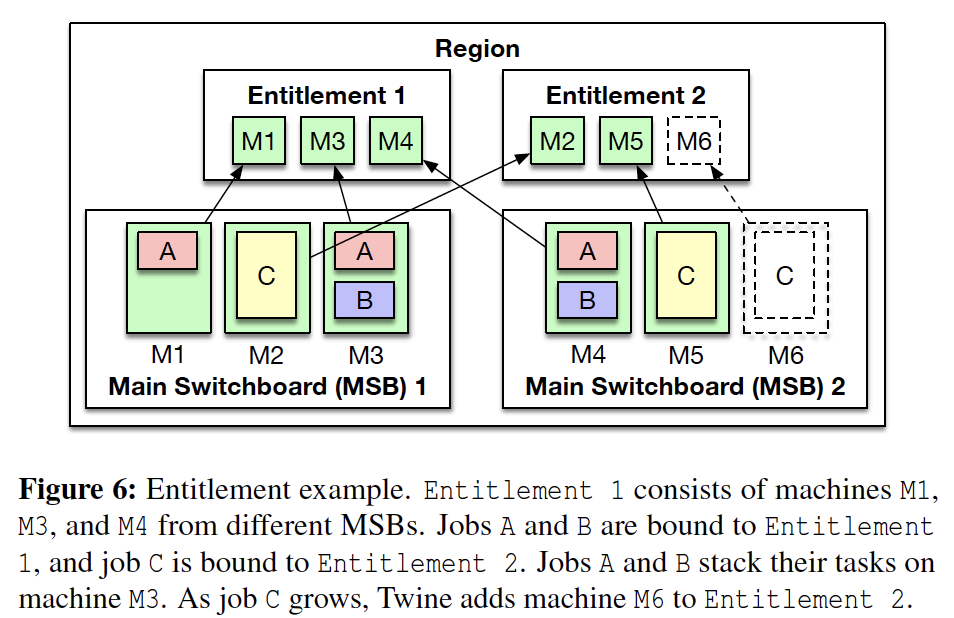 Region
Entitlement 1
Entitlement 2
M1 M3 M4
M2 M5 M6
A
C
A
B
M1 M2 M3
Main Switchboard (MSB) 1
A
B
C
C
M4 M5 M6
Main Switchboard (MSB) 2
Figure 6: Entitlement example. Entitlement 1 consists of machines M1,
M3, and M4 from different MSBs. Jobs A and B are bound to Entitlement
1, and job C is bound to Entitlement 2. Jobs A and B stack their tasks on
machine M3. As job C grows, Twine adds machine M6 to Entitlement 2.